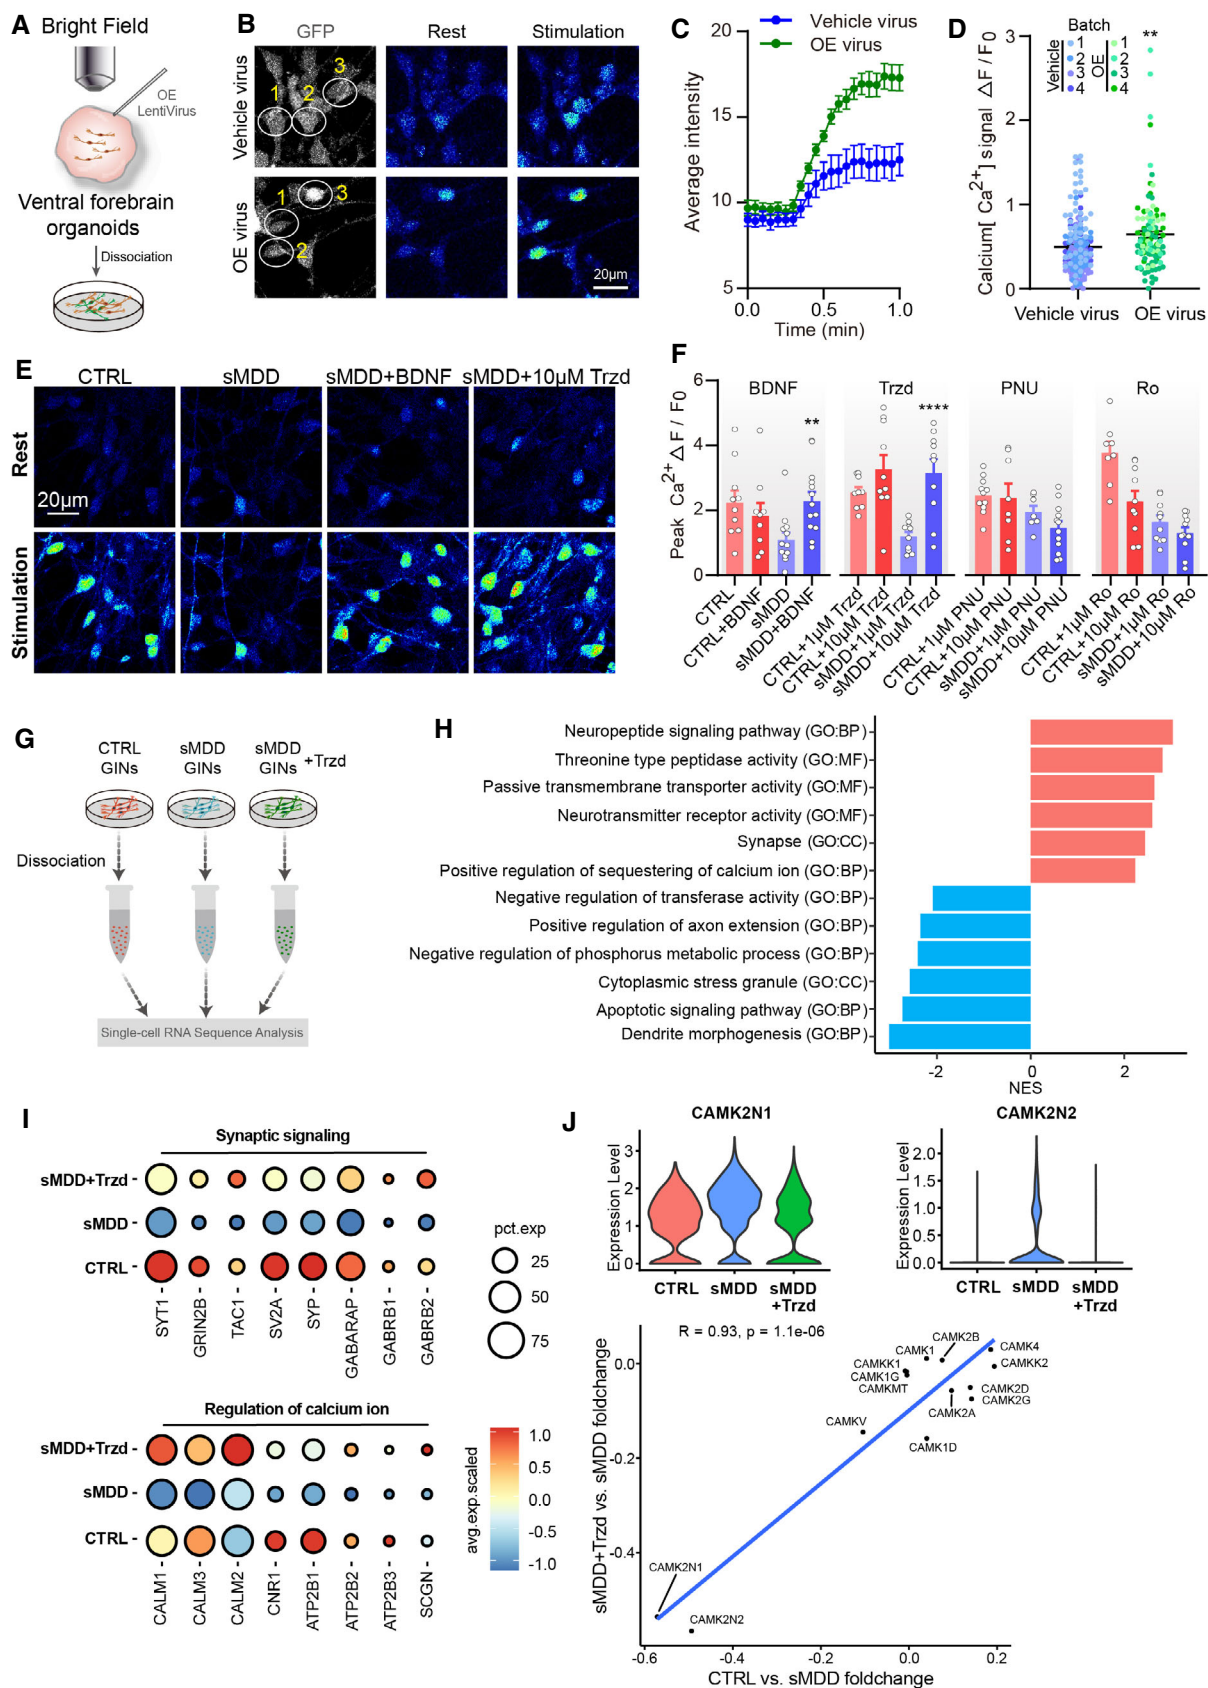 A
Bright Field
OE
LentiVirus
Ventral forebrain
organoids
Dissociation
B
GFP
Rest
Stimulation
Vehicle virus
1
2
3
OE virus
1
2
3
20μm
C
Vehicle virus
OE virus
Average intensity
20
15
10
5
0.0
0.5
1.0
Time (min)
D
Batch
Vehicle
1
2
3
4
OE
1
2
3
4
**
Calcium[ Ca2+] signal △F / F0
3
2
1
0
Vehicle virus
OE virus
E
CTRL
sMDD
sMDD+BDNF
sMDD+10μM Trzd
Rest
20μm
Stimulation
F
Peak Ca2+ △F / F0
6
4
2
0
BDNF
Trzd
PNU
Ro
**
****
CTRL
CTRL+BDNF
sMDD
sMDD+BDNF
CTRL+1μM Trzd
CTRL+10μM Trzd
sMDD+1μM Trzd
sMDD+10μM Trzd
CTRL+1μM PNU
CTRL+10μM PNU
sMDD+1μM PNU
sMDD+10μM PNU
CTRL+1μM Ro
CTRL+10μM Ro
sMDD+1μM Ro
sMDD+10μM Ro
G
CTRL
GINs
sMDD
GINs
sMDD
GINs
+Trzd
Dissociation
Single-cell RNA Sequence Analysis
H
Neuropeptide signaling pathway (GO:BP)
Threonine type peptidase activity (GO:MF)
Passive transmembrane transporter activity (GO:MF)
Neurotransmitter receptor activity (GO:MF)
Synapse (GO:CC)
Positive regulation of sequestering of calcium ion (GO:BP)
Negative regulation of transferase activity (GO:BP)
Positive regulation of axon extension (GO:BP)
Negative regulation of phosphorus metabolic process (GO:BP)
Cytoplasmic stress granule (GO:CC)
Apoptotic signaling pathway (GO:BP)
Dendrite morphogenesis (GO:BP)
-2
0
2
NES
I
Synaptic signaling
sMDD+Trzd
sMDD
CTRL
SYT1
GRIN2B
TAC1
SV2A
SYP
GABARAP
GABRB1
GABRB2
pct.exp
25
50
75
Regulation of calcium ion
sMDD+Trzd
sMDD
CTRL
CALM1
CALM3
CALM2
CNR1
ATP2B1
ATP2B2
ATP2B3
SCGN
avg.exp.scaled
1.0
0.5
0.0
-0.5
-1.0
J
CAMK2N1
Expression Level
3
2
1
0
CTRL
sMDD
sMDD
+Trzd
CAMK2N2
Expression Level
2.0
1.5
1.0
0.5
0.0
CTRL
sMDD
sMDD
+Trzd
R = 0.93, p = 1.1e-06
sMDD+Trzd vs. sMDD foldchange
0.0
-0.2
-0.4
CAMK2B
CAMK1
CAMK4
CAMKK1
CAMKK2
CAMK1G
CAMKMT
CAMK2D
CAMK2G
CAMK2A
CAMKV
CAMK1D
CAMK2N1
CAMK2N2
-0.6
-0.4
-0.2
0.0
0.2
CTRL vs. sMDD foldchange